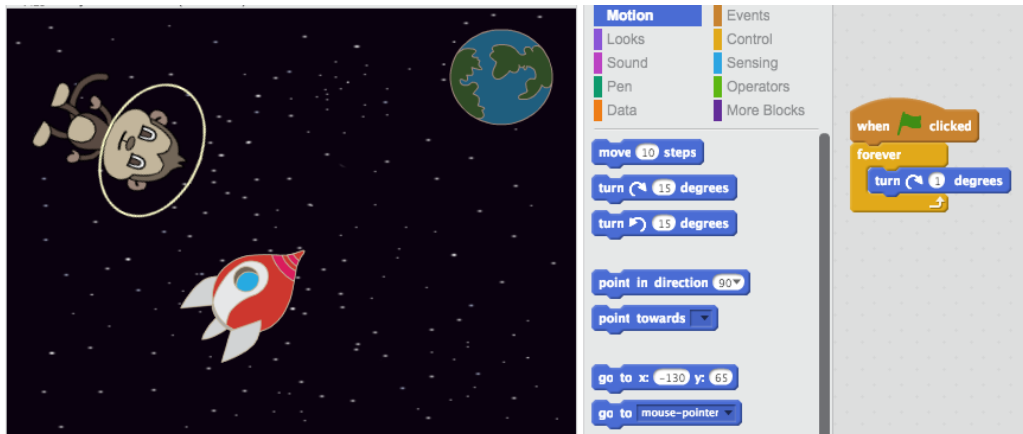 Motion
Events
Looks
Control
Sound
Sensing
Pen
Operators
Data
More Blocks
move 10 steps
turn 15 degrees
turn 15 degrees
point in direction 90
point towards
go to x: -130 y: 65
go to mouse-pointer
when clicked
forever
turn 1 degrees